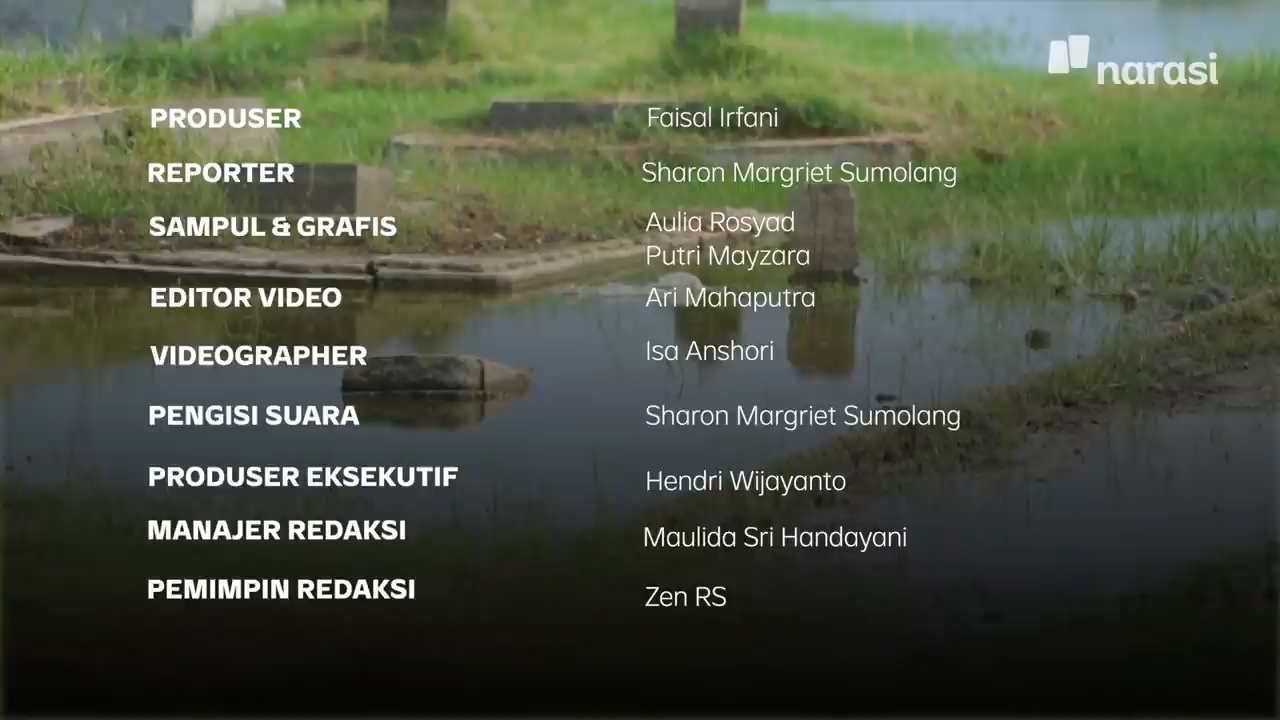 narasi
PRODUSER Faisal Irfani
REPORTER Sharon Margriet Sumolang
SAMPUL & GRAFIS Aulia Rosyad
Putri Mayzara
EDITOR VIDEO Ari Mahaputra
VIDEOGRAPHER Isa Anshori
PENGISI SUARA Sharon Margriet Sumolang
PRODUSER EKSEKUTIF Hendri Wijayanto
MANAJER REDAKSI Maulida Sri Handayani
PEMIMPIN REDAKSI Zen RS